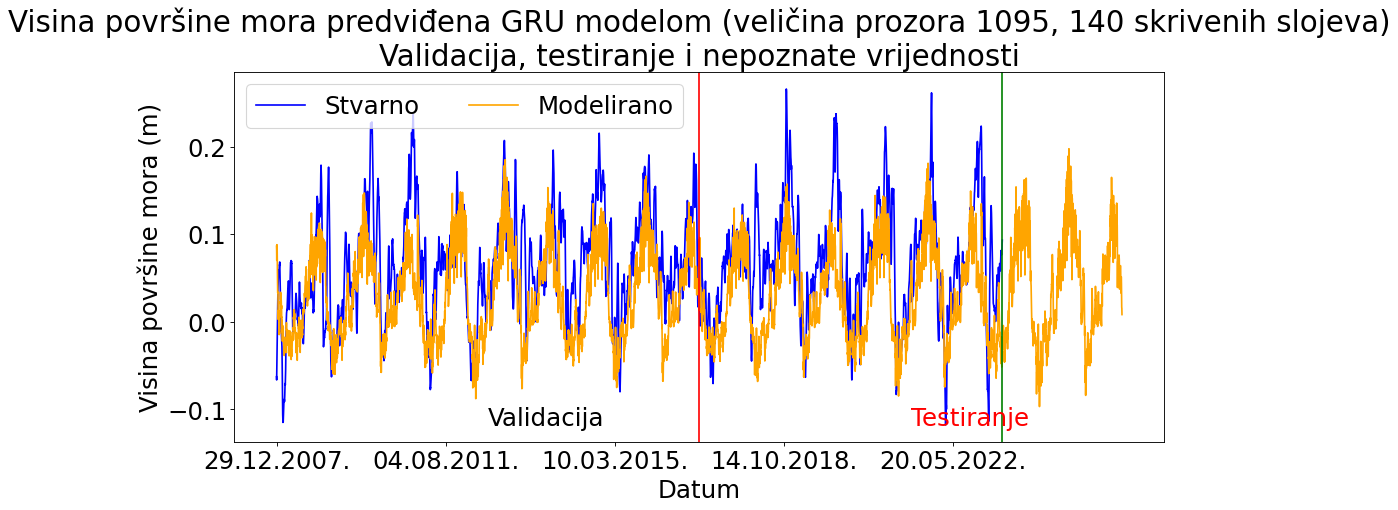 Visina površine mora predviđena GRU modelom (veličina prozora 1095, 140 skrivenih slojeva)
Validacija, testiranje i nepoznate vrijednosti
Stvarno
Modelirano
Visina površine mora (m)
0.2
0.1
0.0
−0.1
Validacija
Testiranje
29.12.2007.
04.08.2011.
10.03.2015.
14.10.2018.
20.05.2022.
Datum